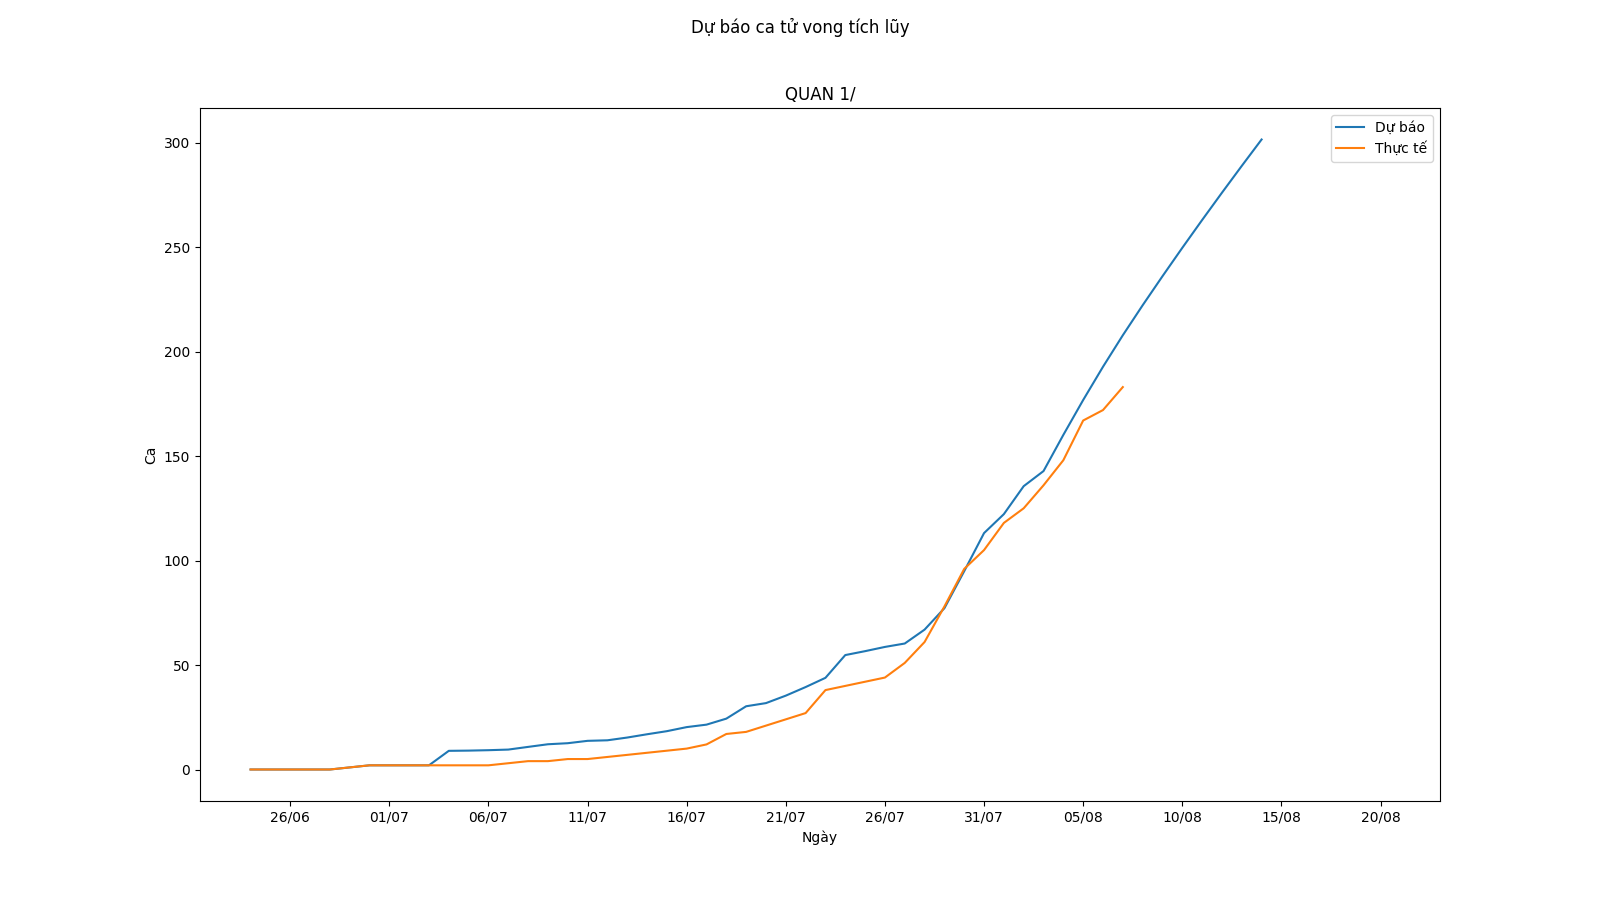 Dự báo ca tử vong tích lũy
QUAN 1/
Dự báo
Thực tế
300
250
200
150
100
50
0
Ca
26/06 01/07 06/07 11/07 16/07 21/07 26/07 31/07 05/08 10/08 15/08 20/08
Ngày